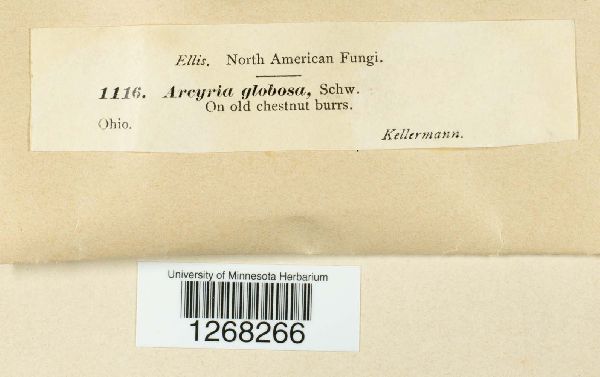 Ellis. North American Fungi.
1116. Arcyria globosa, Schw.
On old chestnut burrs.
Ohio.
Kellermann.
University of Minnesota Herbarium
1268266